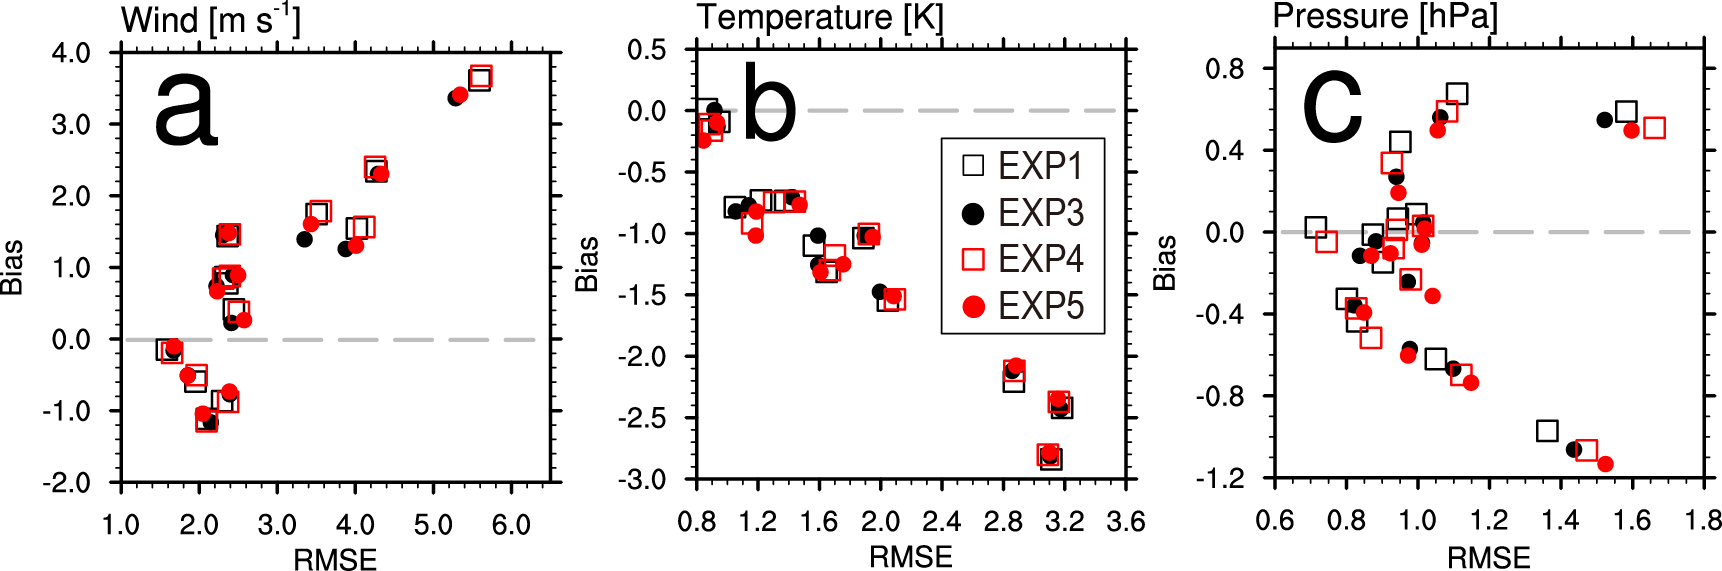 Wind [m s-1]
a
4.0
3.0
2.0
1.0
0.0
-1.0
-2.0
Bias
1.0 2.0 3.0 4.0 5.0 6.0
RMSE
Temperature [K]
b
0.5
0.0
-0.5
-1.0
-1.5
-2.0
-2.5
-3.0
Bias
EXP1
EXP3
EXP4
EXP5
0.8 1.2 1.6 2.0 2.4 2.8 3.2 3.6
RMSE
Pressure [hPa]
c
0.8
0.4
0.0
-0.4
-0.8
-1.2
Bias
0.6 0.8 1.0 1.2 1.4 1.6 1.8
RMSE